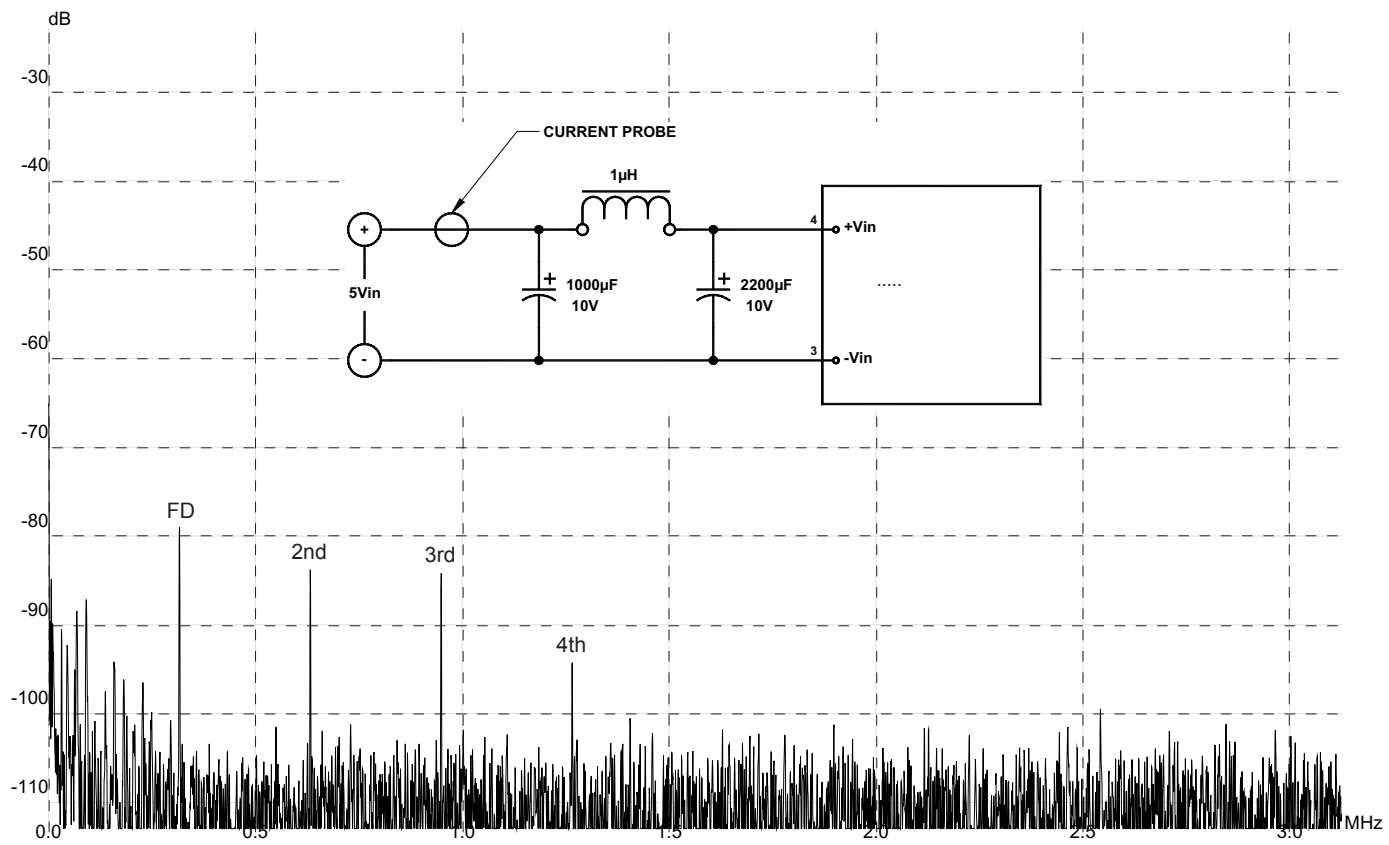 dB
-30
-40
-50
-60
-70
-80
-90
-100
-110
CURRENT PROBE
1µH
+
4
+Vin
5Vin
+
1000µF
10V
+
2200µF
10V
.....
-
3
-Vin
FD
2nd
3rd
4th
0.0
0.5
1.0
1.5
2.0
2.5
3.0
MHz